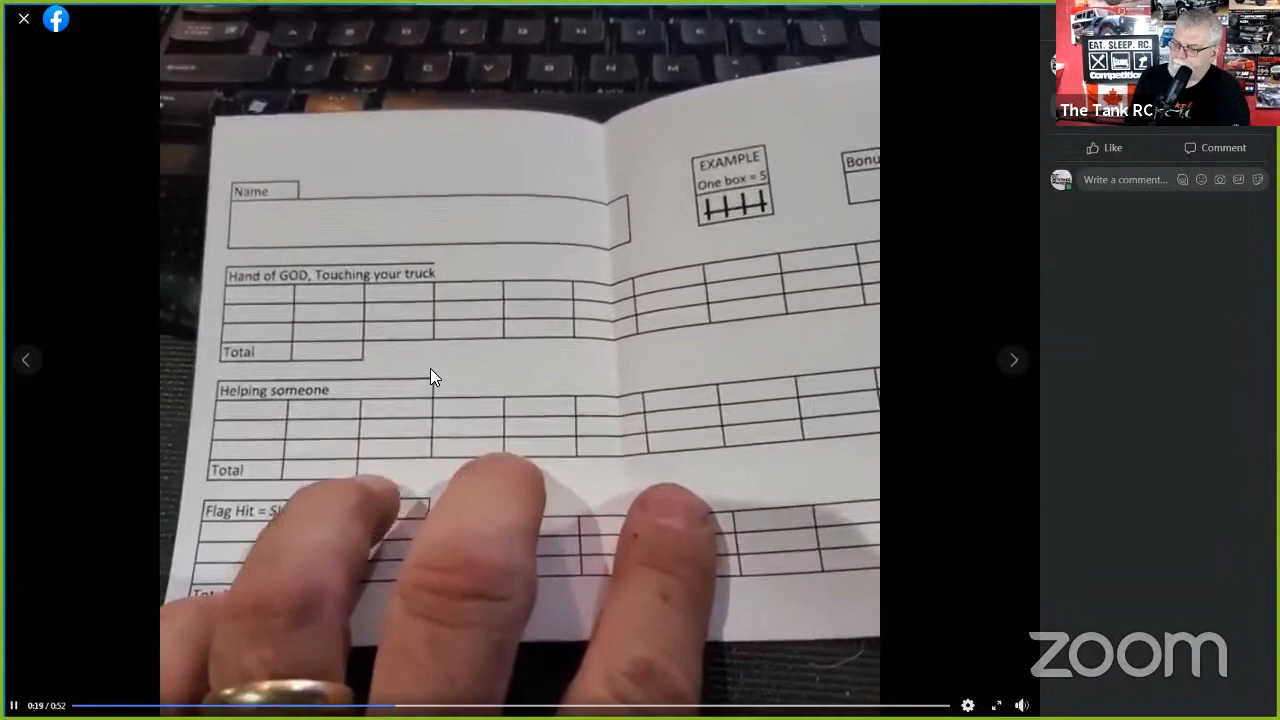 EAT. SLEEP. RC.
Competition
The Tank RC
Like
Comment
Write a comment...
EXAMPLE
One box = 5
Name
Hand of GOD, Touching your truck
Total
Helping someone
Total
Flag Hit =
0:19 / 0:52
zoom